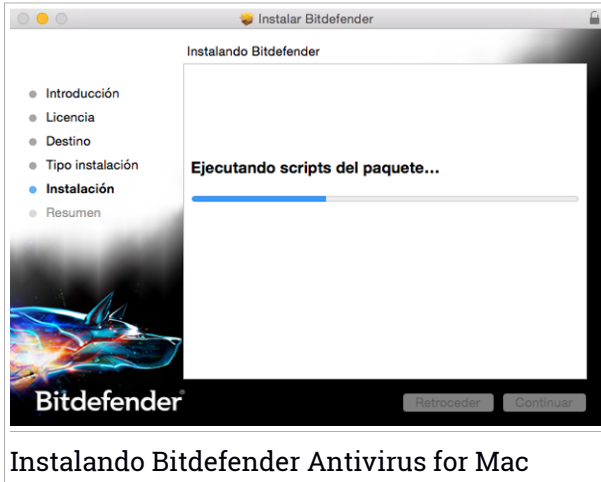 Instalar Bitdefender
Instalando Bitdefender
Introducción
Licencia
Destino
Tipo instalación
Instalación
Resumen
Ejecutando scripts del paquete...
Bitdefender
Retroceder
Continuar
Instalando Bitdefender Antivirus for Mac